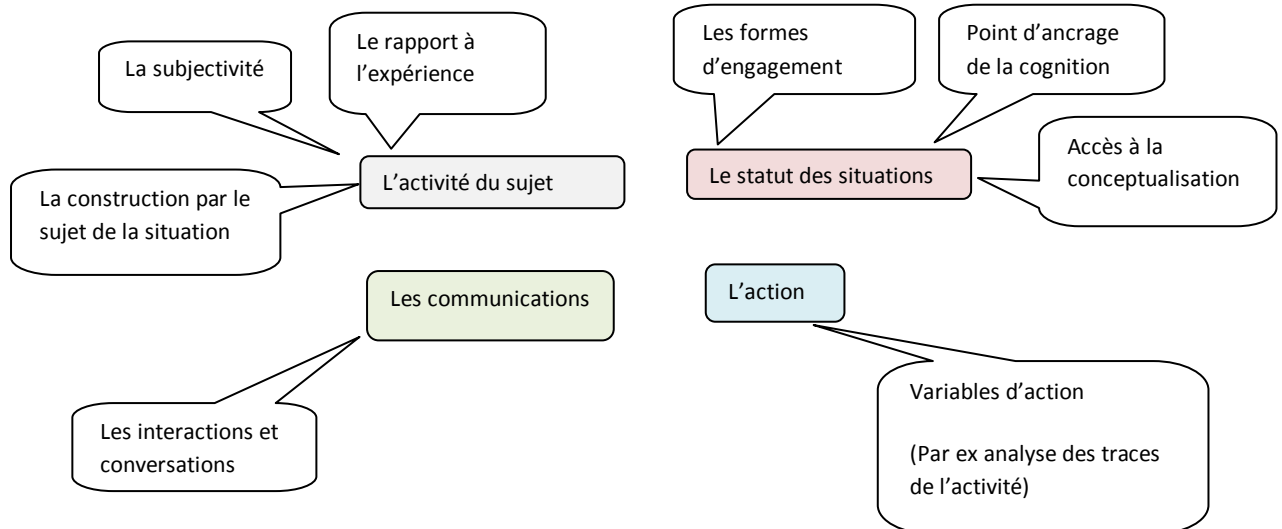 La subjectivité
Le rapport à
l'expérience
Les formes
d'engagement
Point d'ancrage
de la cognition
L'activité du sujet
Le statut des situations
Accès à la
conceptualisation
La construction par le
sujet de la situation
Les communications
L'action
Les interactions et
conversations
Variables d'action
(Par ex analyse des traces
de l'activité)